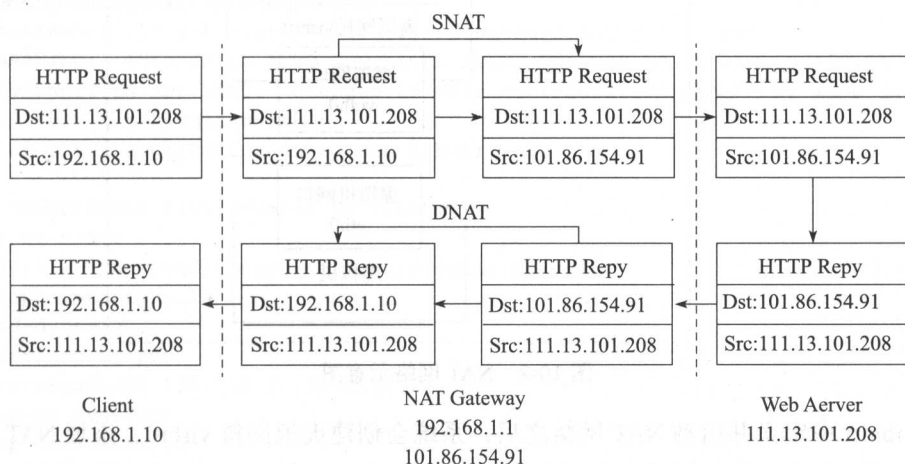 SNAT
HTTP Request
Dst:111.13.101.208
Src:192.168.1.10
HTTP Request
Dst:111.13.101.208
Src:192.168.1.10
HTTP Request
Dst:111.13.101.208
Src:101.86.154.91
HTTP Request
Dst:111.13.101.208
Src:101.86.154.91
DNAT
HTTP Repy
Dst:192.168.1.10
Src:111.13.101.208
HTTP Repy
Dst:192.168.1.10
Src:111.13.101.208
HTTP Repy
Dst:101.86.154.91
Src:111.13.101.208
HTTP Repy
Dst:101.86.154.91
Src:111.13.101.208
Client
192.168.1.10
NAT Gateway
192.168.1.1
101.86.154.91
Web Aerver
111.13.101.208